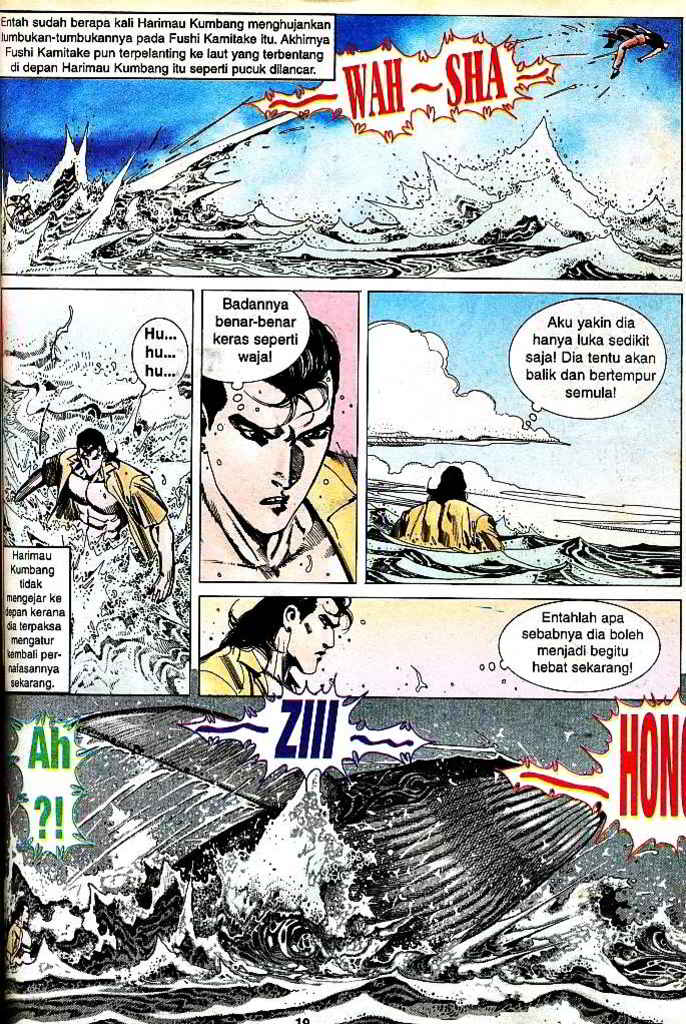 Entah sudah berapa kali Harimau Kumbang menghujankan
tumbukan-tumbukannya pada Fushi Kamitake itu. Akhirnya
Fushi Kamitake pun terpelanting ke laut yang terbentang
di depan Harimau Kumbang itu seperti pucuk dilancar.
WAH ~ SHA
Hu...
hu...
hu...
Harimau
Kumbang
tidak
mengejar ke
depan kerana
dia terpaksa
mengatur
kembali per-
nafasannya
sekarang.
Badannya
benar-benar
keras seperti
waja!
Aku yakin dia
hanya luka sedikit
saja! Dia tentu akan
balik dan bertempur
semula!
Entahlah apa
sebabnya dia boleh
menjadi begitu
hebat sekarang!
Ah
?!
ZIII
HONG
19